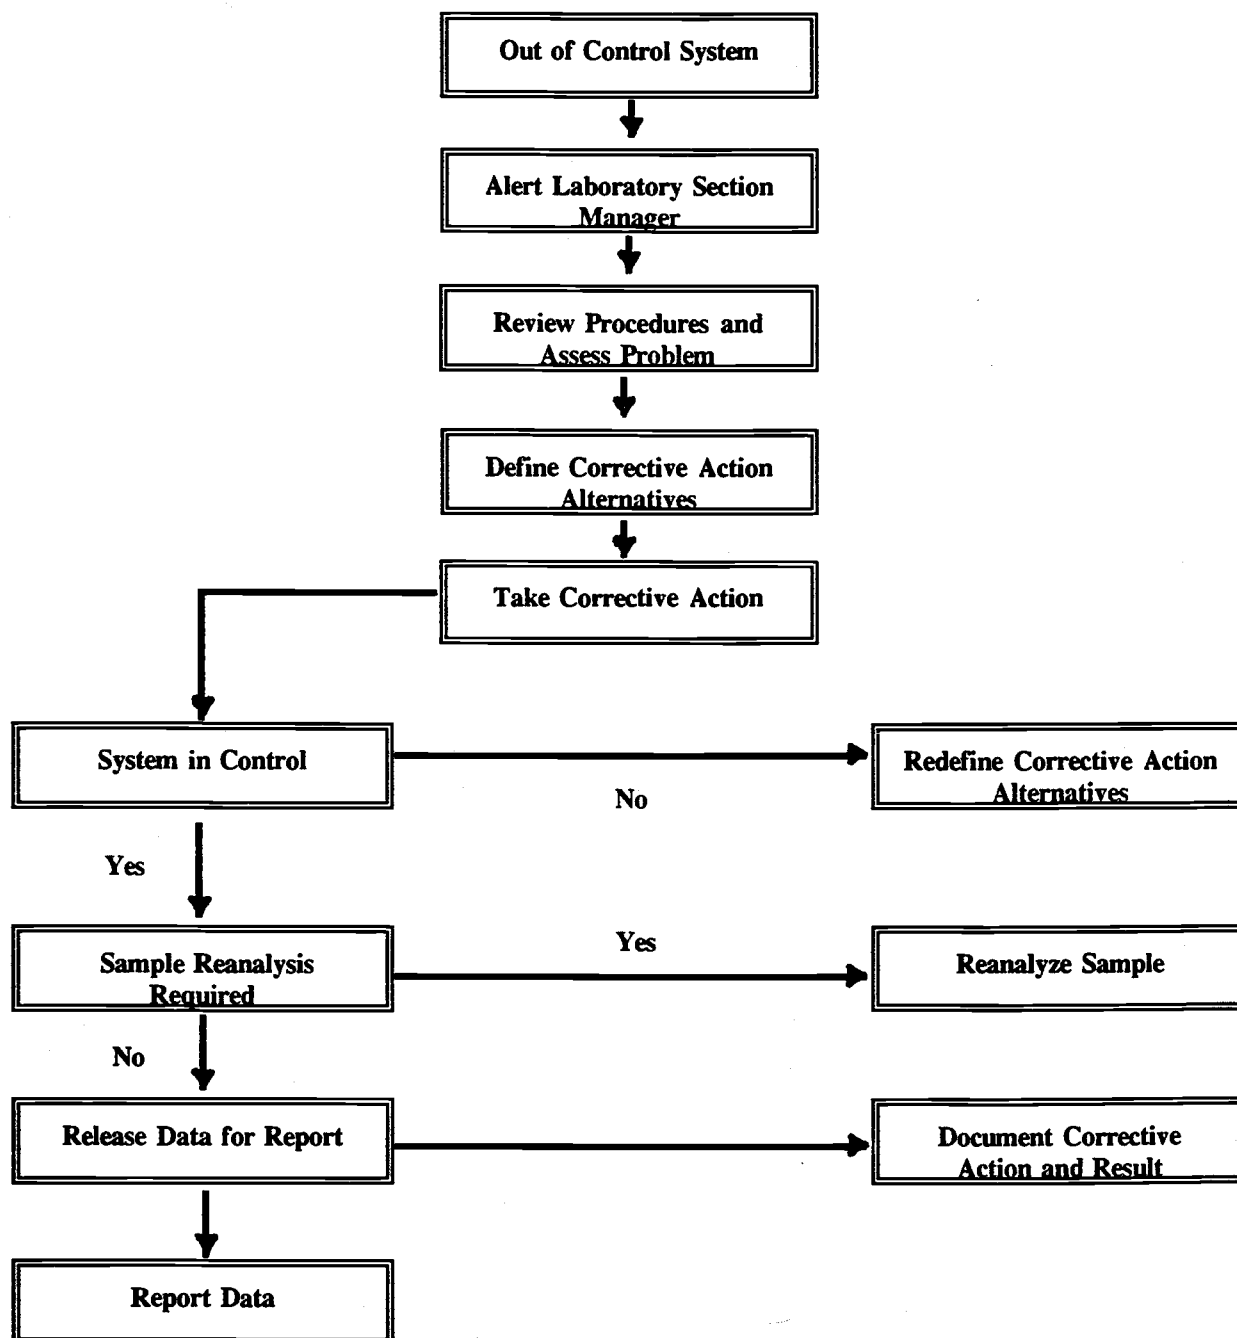 Out of Control System
Alert Laboratory Section
Manager
Review Procedures and
Assess Problem
Define Corrective Action
Alternatives
Take Corrective Action
System in Control
No
Redefine Corrective Action
Alternatives
Yes
Sample Reanalysis
Required
Yes
Reanalyze Sample
No
Release Data for Report
Document Corrective
Action and Result
Report Data